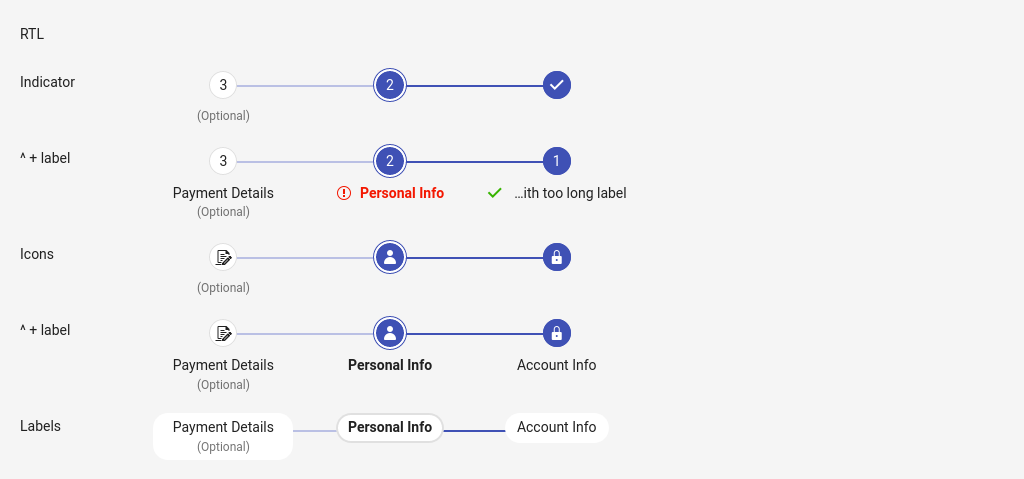 RTL
Indicator
3 2
(Optional)
^ + label
3 2 1
Payment Details Personal Info ...ith too long label
(Optional)
Icons
(Optional)
^ + label
Payment Details Personal Info Account Info
(Optional)
Labels
Payment Details Personal Info Account Info
(Optional)